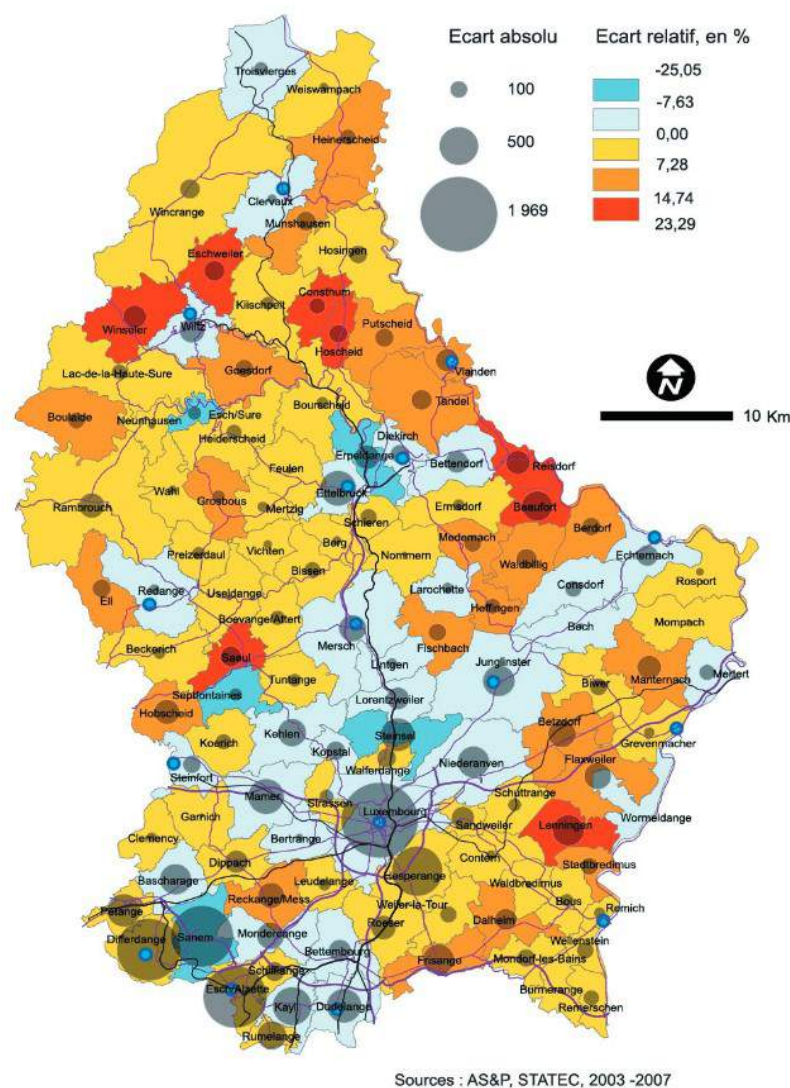 Ecart absolu
100
500
1 969
Ecart relatif, en %
-25,05
-7,63
0,00
7,28
14,74
23,29
N
10 Km
Troisvierges
Weiswampach
Heinerscheid
Clervaux
Wincrange
Munshausen
Hosingen
Eschweiler
Consthum
Kiischpelt
Winseler
Wiltz
Putscheid
Hoscheid
Goesdorf
Vianden
Lac-de-la-Haute-Sure
Tandel
Bourscheid
Boulaide
Neunhausen
Esch/Sure
Heiderscheid
Diekirch
Erpeldange
Bettendorf
Reisdorf
Feulen
Wahl
Grosbous
Ettelbruck
Ermsdorf
Beaufort
Rambrouch
Mertzig
Schieren
Berdorf
Vichten
Berg
Medernach
Preizerdaul
Nommern
Waldbillig
Echternach
Bissen
Rosport
Ell
Redange
Useldange
Larochette
Consdorf
Heffingen
Boevange/Attert
Bech
Mompach
Mersch
Fischbach
Beckerich
Saeul
Lintgen
Junglinster
Tuntange
Manternach
Mertert
Septfontaines
Biwer
Hobscheid
Lorentzweiler
Betzdorf
Kehlen
Steinsel
Koerich
Grevenmacher
Kopstal
Walferdange
Niederanven
Flaxweiler
Steinfort
Schuttrange
Mamer
Strassen
Luxembourg
Garnich
Sandweiler
Wormeldange
Lenningen
Clemency
Bertrange
Contern
Dippach
Hesperange
Stadtbredimus
Bascharage
Leudelange
Waldbredimus
Reckange/Mess
Bous
Weiler-la-Tour
Remich
Petange
Dalheim
Roeser
Differdange
Sanem
Mondercange
Wellenstein
Bettembourg
Frisange
Mondorf-les-Bains
Schifflange
Burmerange
Esch-Alzette
Remerschen
Kayl
Dudelange
Rumelange
Sources : AS&P, STATEC, 2003 -2007